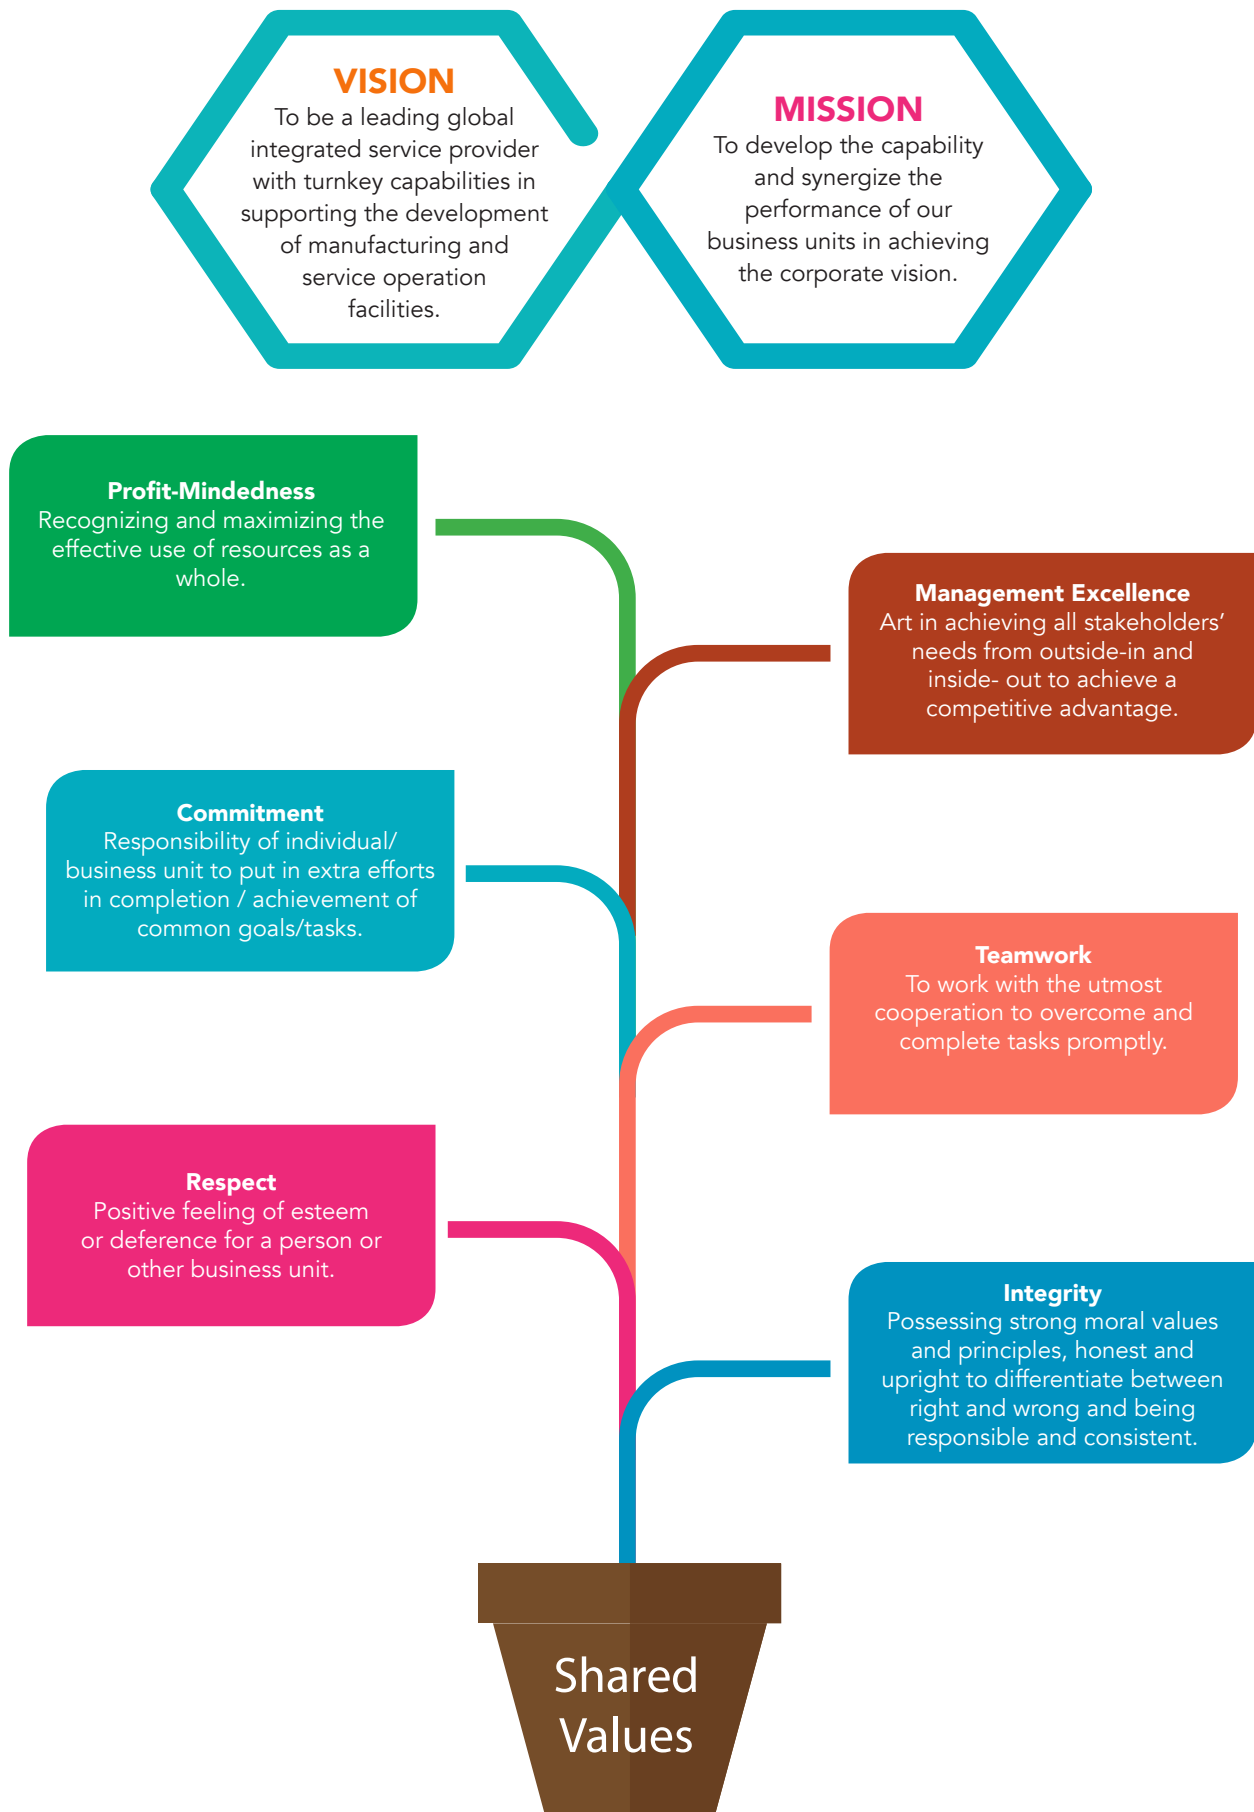 VISION
To be a leading global
integrated service provider
with turnkey capabilities in
supporting the development
of manufacturing and
service operation
facilities.
MISSION
To develop the capability
and synergize the
performance of our
business units in achieving
the corporate vision.
Profit-Mindedness
Recognizing and maximizing the
effective use of resources as a
whole.
Management Excellence
Art in achieving all stakeholders’
needs from outside-in and
inside- out to achieve a
competitive advantage.
Commitment
Responsibility of individual/
business unit to put in extra efforts
in completion / achievement of
common goals/tasks.
Teamwork
To work with the utmost
cooperation to overcome and
complete tasks promptly.
Respect
Positive feeling of esteem
or deference for a person or
other business unit.
Integrity
Possessing strong moral values
and principles, honest and
upright to differentiate between
right and wrong and being
responsible and consistent.
Shared
Values